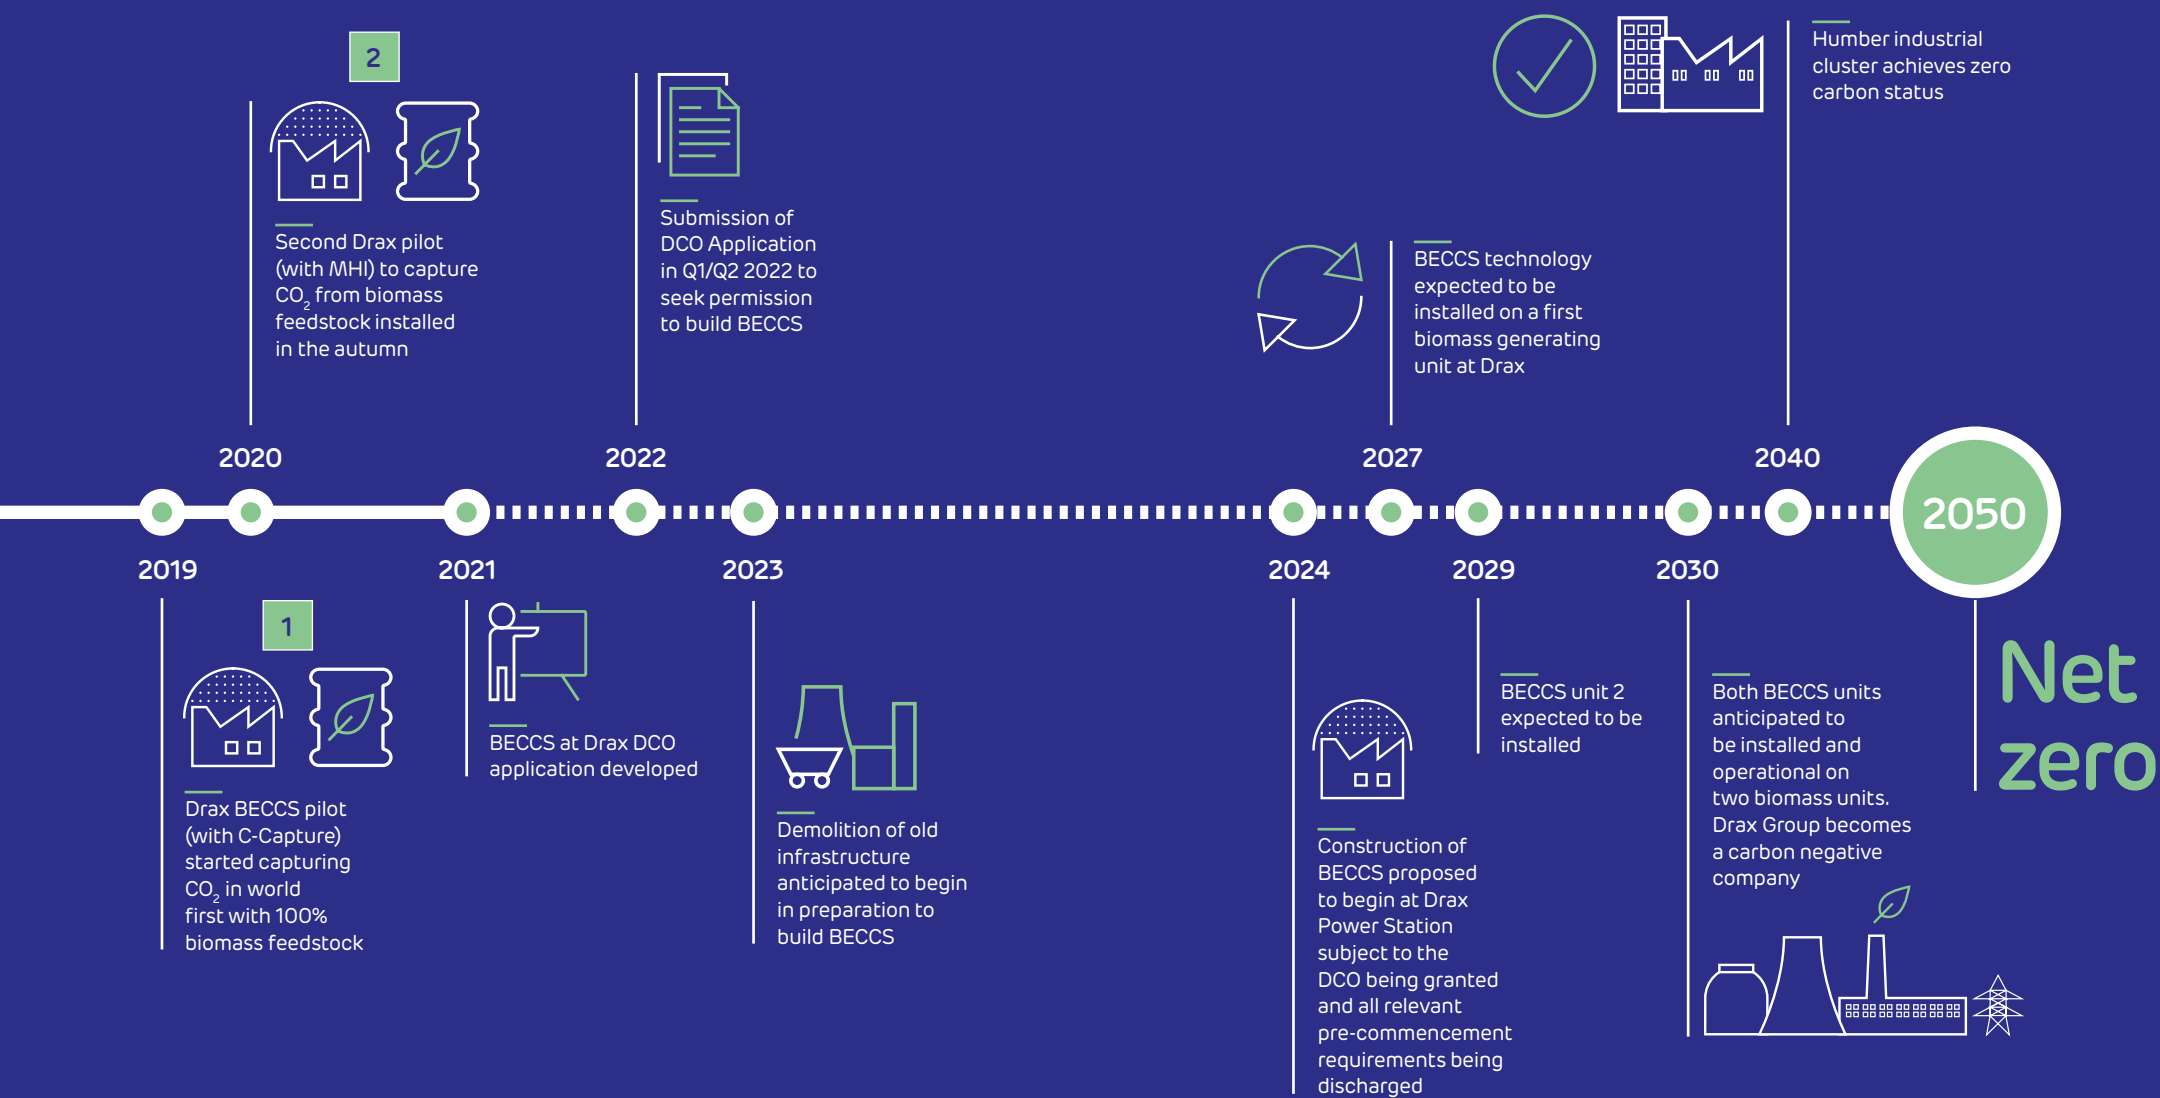 2
Second Drax pilot
(with MHI) to capture
CO₂ from biomass
feedstock installed
in the autumn
Submission of
DCO Application
in Q1/Q2 2022 to
seek permission
to build BECCS
BECCS technology
expected to be
installed on a first
biomass generating
unit at Drax
Humber industrial
cluster achieves zero
carbon status
2020
2022
2027
2040
2050
2019
2021
2023
2024
2029
2030
1
Drax BECCS pilot
(with C-Capture)
started capturing
CO₂ in world
first with 100%
biomass feedstock
BECCS at Drax DCO
application developed
Demolition of old
infrastructure
anticipated to begin
in preparation to
build BECCS
Construction of
BECCS proposed
to begin at Drax
Power Station
subject to the
DCO being granted
and all relevant
pre-commencement
requirements being
discharged
BECCS unit 2
expected to be
installed
Both BECCS units
anticipated to
be installed and
operational on
two biomass units.
Drax Group becomes
a carbon negative
company
Net
zero